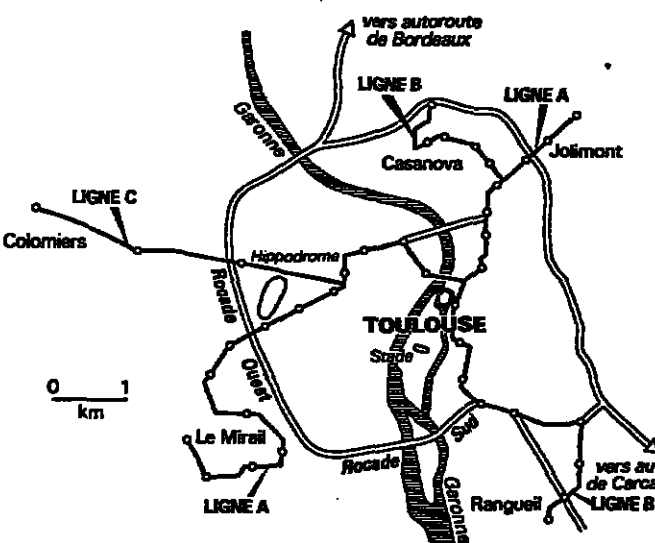 vers autoroute
de Bordeaux
LIGNE B
LIGNE A
Garonne
Casanova
Jolimont
LIGNE C
Colomiers
Hippodrome
Rocade
TOULOUSE
Stade
Ouest
0 1
km
Le Mirail
Sud
Rocade
vers au
de Carca
LIGNE A
Garonne
Rangueil
LIGNE B